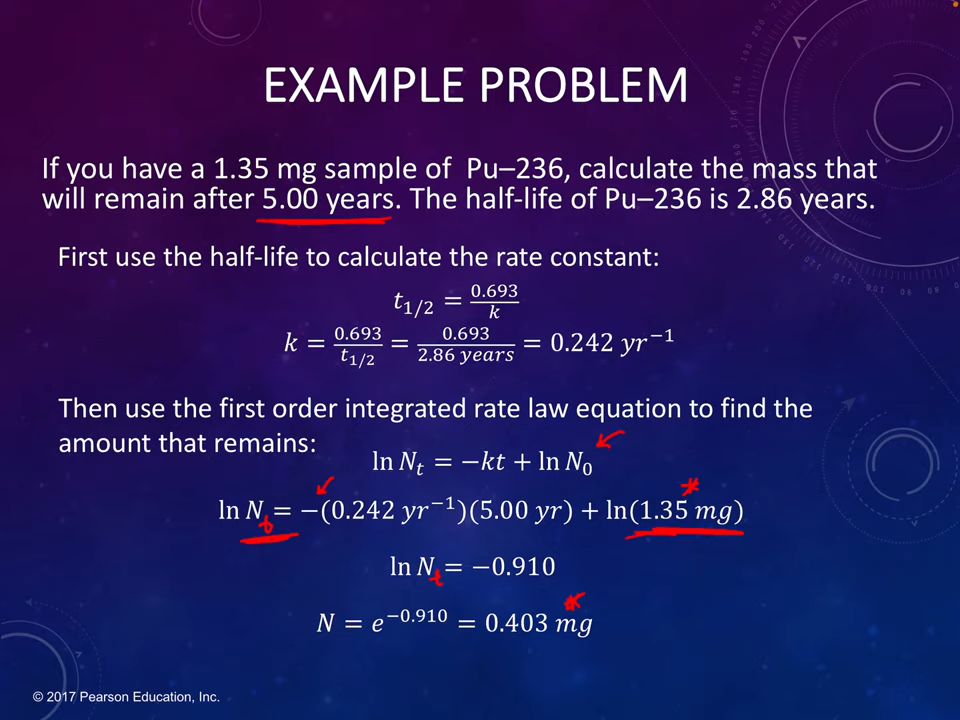 EXAMPLE PROBLEM
If you have a 1.35 mg sample of Pu–236, calculate the mass that
will remain after 5.00 years. The half-life of Pu–236 is 2.86 years.
First use the half-life to calculate the rate constant:
t₁/₂ = 0.693/k
k = 0.693/t₁/₂ = 0.693/2.86 years = 0.242 yr⁻¹
Then use the first order integrated rate law equation to find the
amount that remains:
ln Nₜ = −kt + ln N₀
ln Nₜ = −(0.242 yr⁻¹)(5.00 yr) + ln(1.35 mg)
ln Nₜ = −0.910
N = e⁻⁰·⁹¹⁰ = 0.403 mg
© 2017 Pearson Education, Inc.